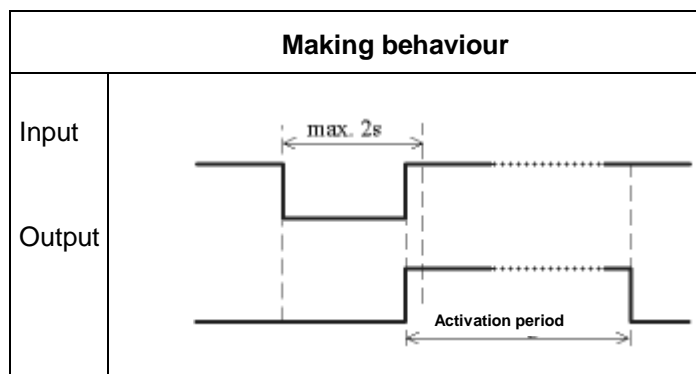 Making behaviour
Input
max. 2s
Output
Activation period